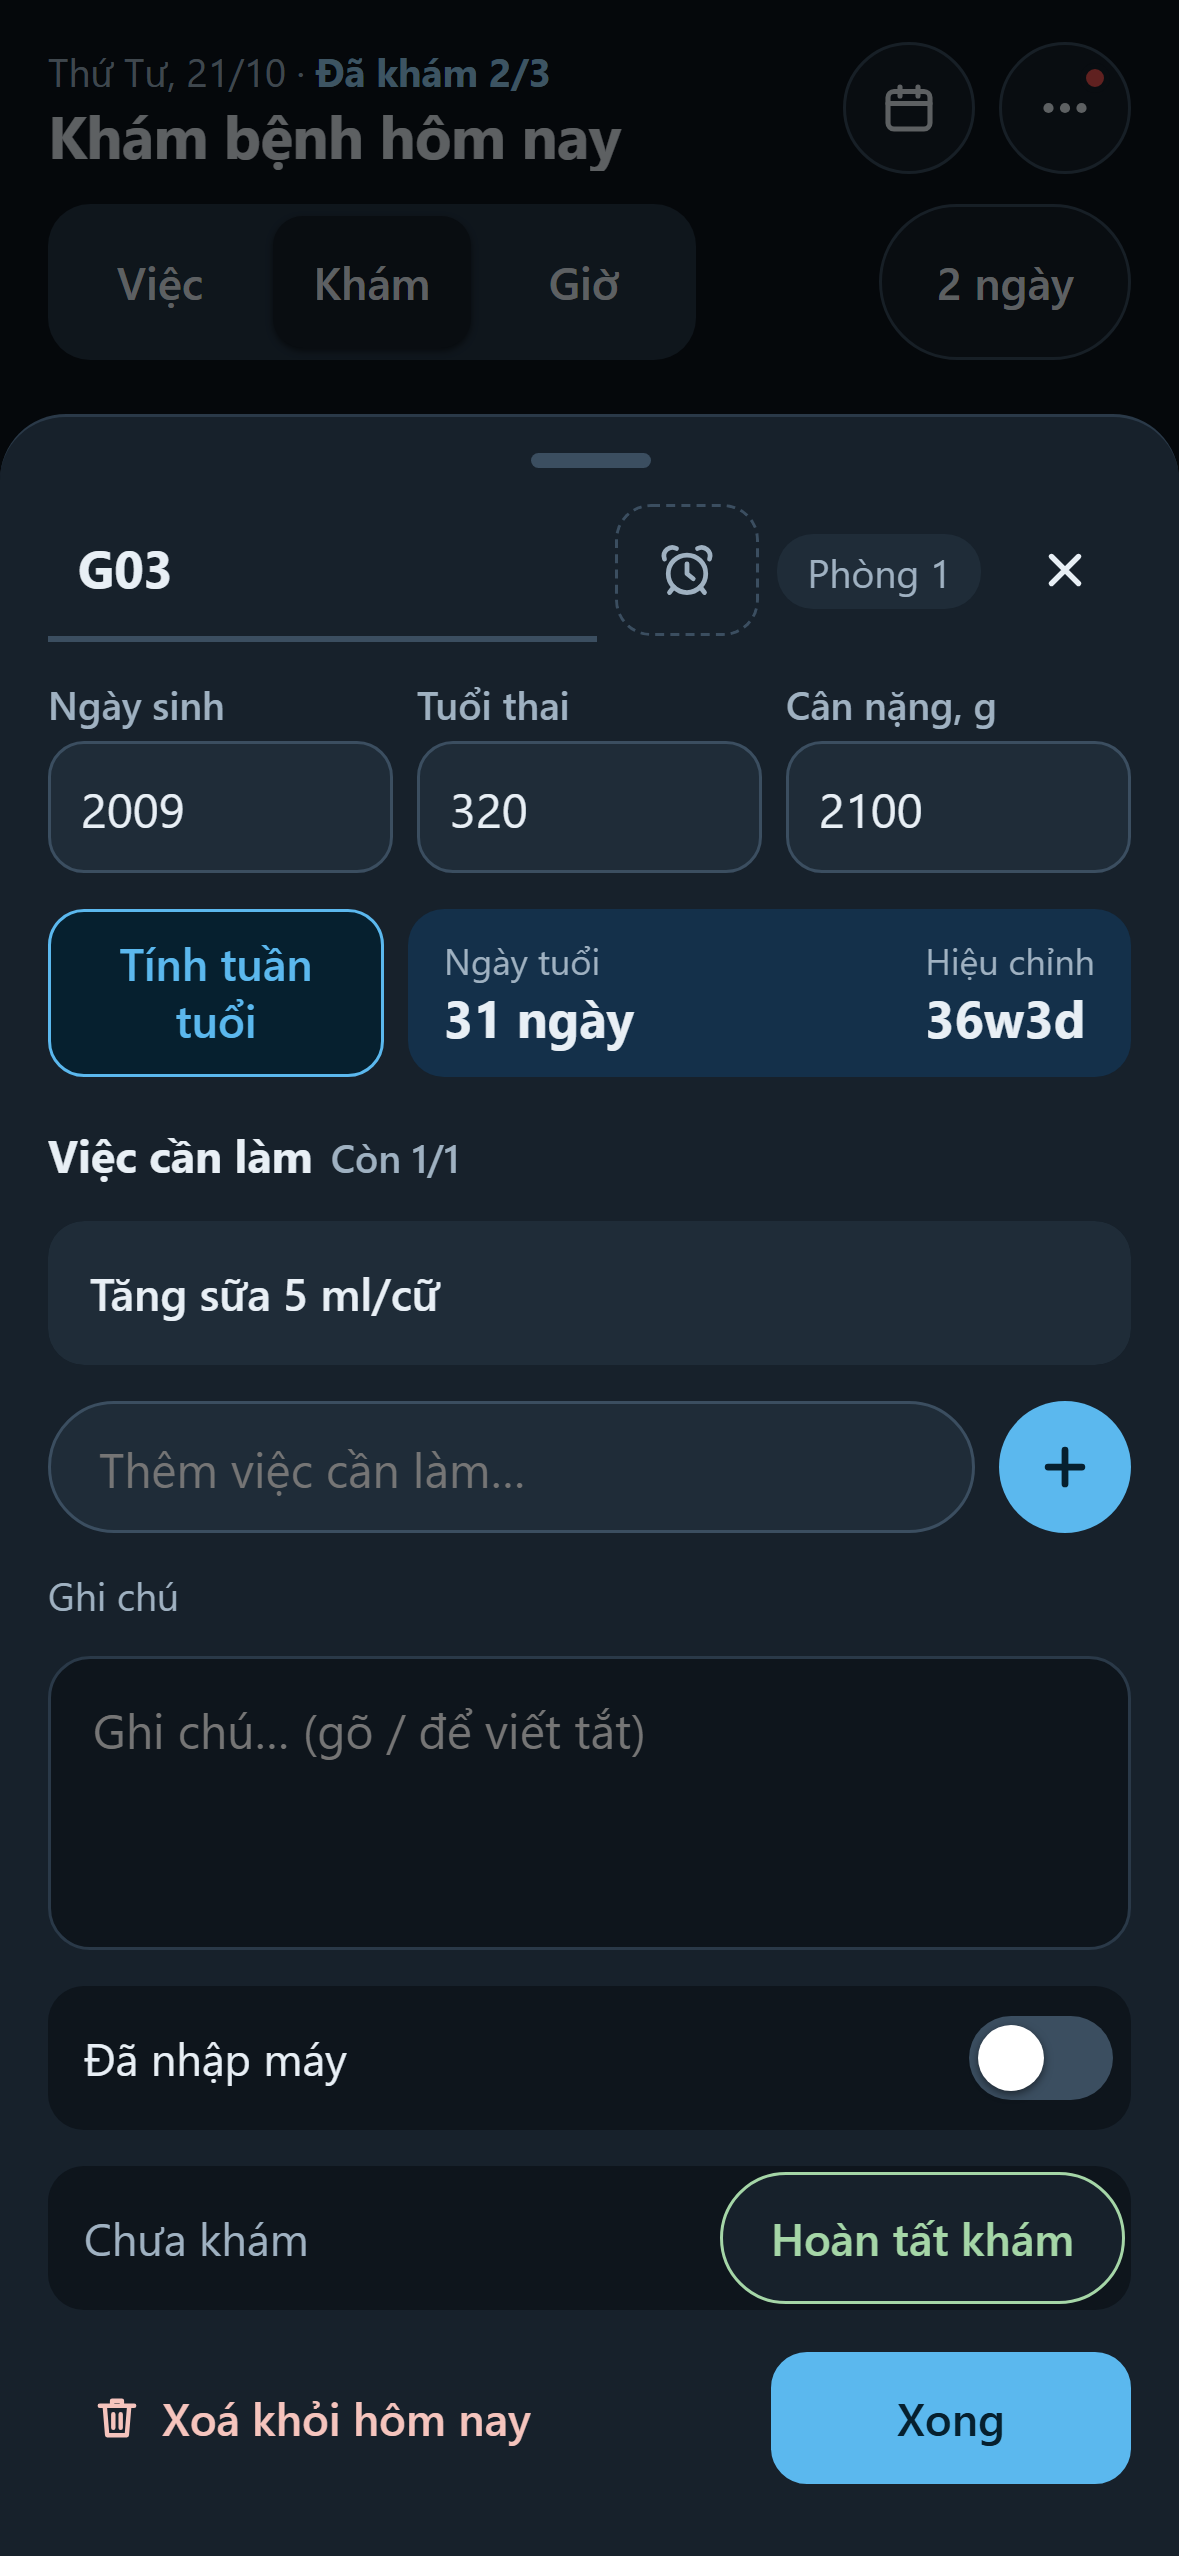 Thứ Tư, 21/10 · Đã khám 2/3
Khám bệnh hôm nay
Việc
Khám
Giờ
2 ngày
G03
Phòng 1
Ngày sinh
Tuổi thai
Cân nặng, g
2009
320
2100
Tính tuần
tuổi
Ngày tuổi
Hiệu chỉnh
31 ngày
36w3d
Việc cần làm Còn 1/1
Tăng sữa 5 ml/cữ
Thêm việc cần làm...
Ghi chú
Ghi chú... (gõ / để viết tắt)
Đã nhập máy
Chưa khám
Hoàn tất khám
Xoá khỏi hôm nay
Xong